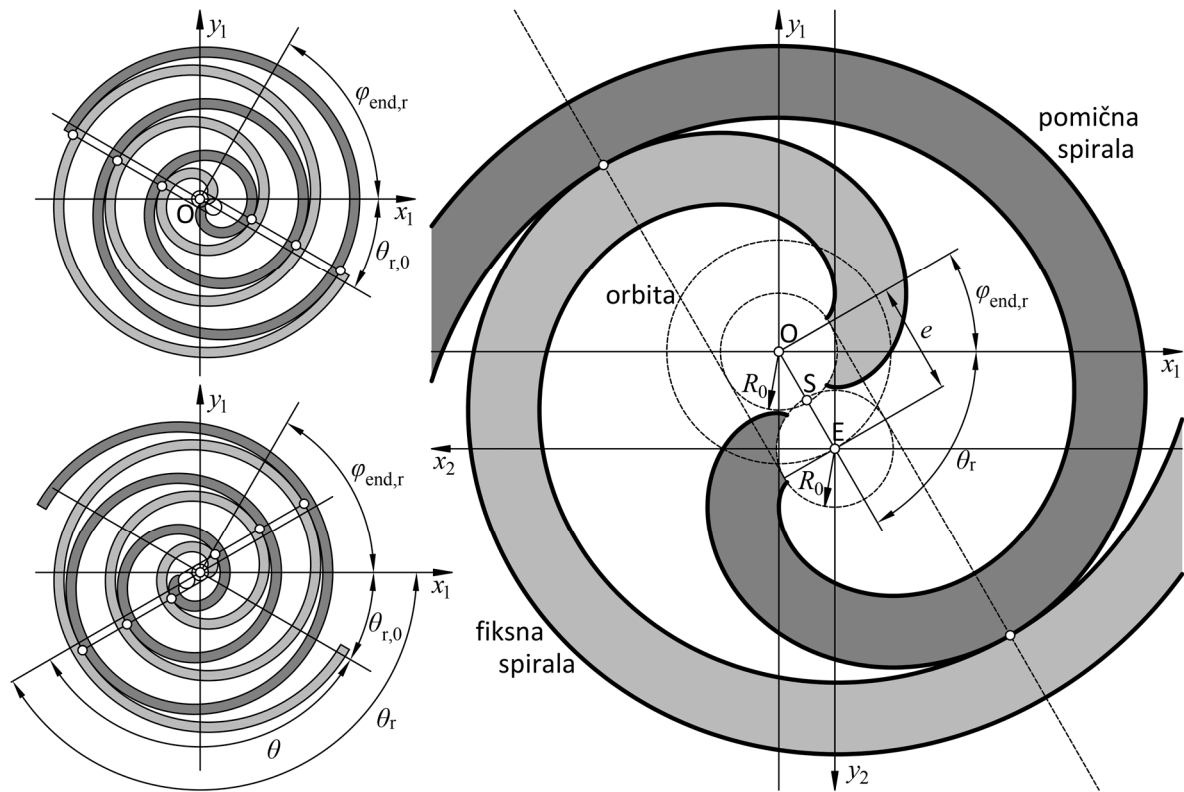 y₁
φend,r
O
x₁
θr,0
y₁
φend,r
x₁
θr,0
θr
θ
y₁
pomična
spirala
orbita
φend,r
O
e
x₁
R₀
S
E
x₂
θr
R₀
fiksna
spirala
y₂